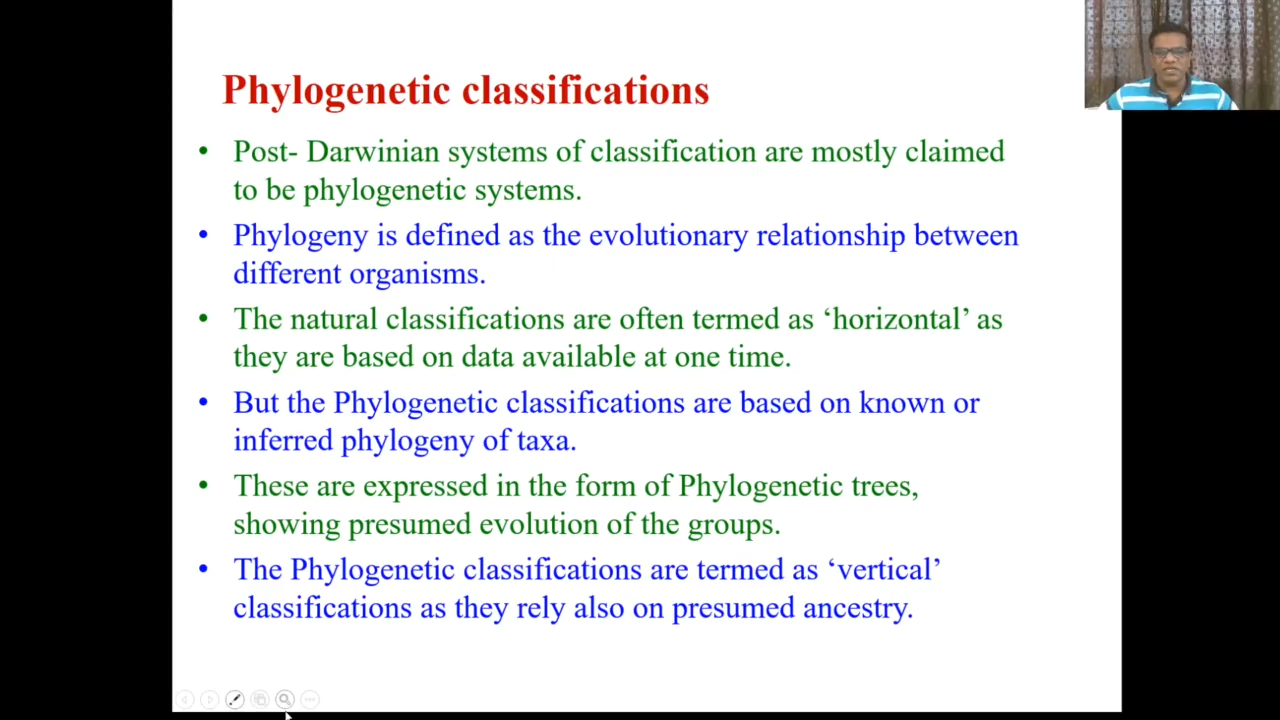 Phylogenetic classifications
• Post- Darwinian systems of classification are mostly claimed
to be phylogenetic systems.
• Phylogeny is defined as the evolutionary relationship between
different organisms.
• The natural classifications are often termed as ‘horizontal’ as
they are based on data available at one time.
• But the Phylogenetic classifications are based on known or
inferred phylogeny of taxa.
• These are expressed in the form of Phylogenetic trees,
showing presumed evolution of the groups.
• The Phylogenetic classifications are termed as ‘vertical’
classifications as they rely also on presumed ancestry.